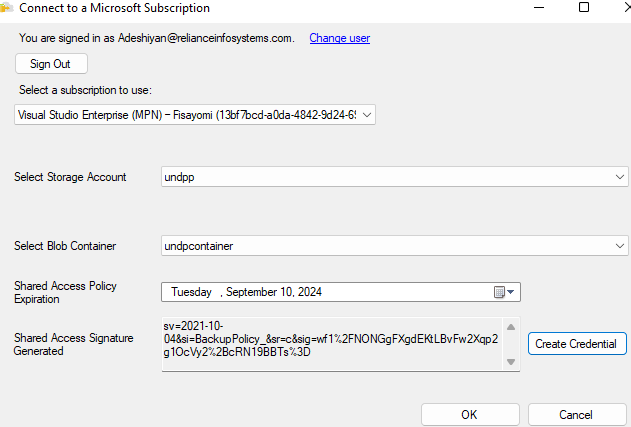 Connect to a Microsoft Subscription
You are signed in as Adeshiyan@relianceinfosystems.com. Change user
Sign Out
Select a subscription to use:
Visual Studio Enterprise (MPN) – Fisayomi (13bf7bcd-a0da-4842-9d24-69
Select Storage Account
undpp
Select Blob Container
undpcontainer
Shared Access Policy
Expiration
Tuesday , September 10, 2024
Shared Access Signature
Generated
sv=2021-10-
04&si=BackupPolicy_&sr=c&sig=wf1%2FNONGgFXgdEKtLBvFw2Xqp2
g1OcVy2%2BcRN19BBTs%3D
Create Credential
OK
Cancel